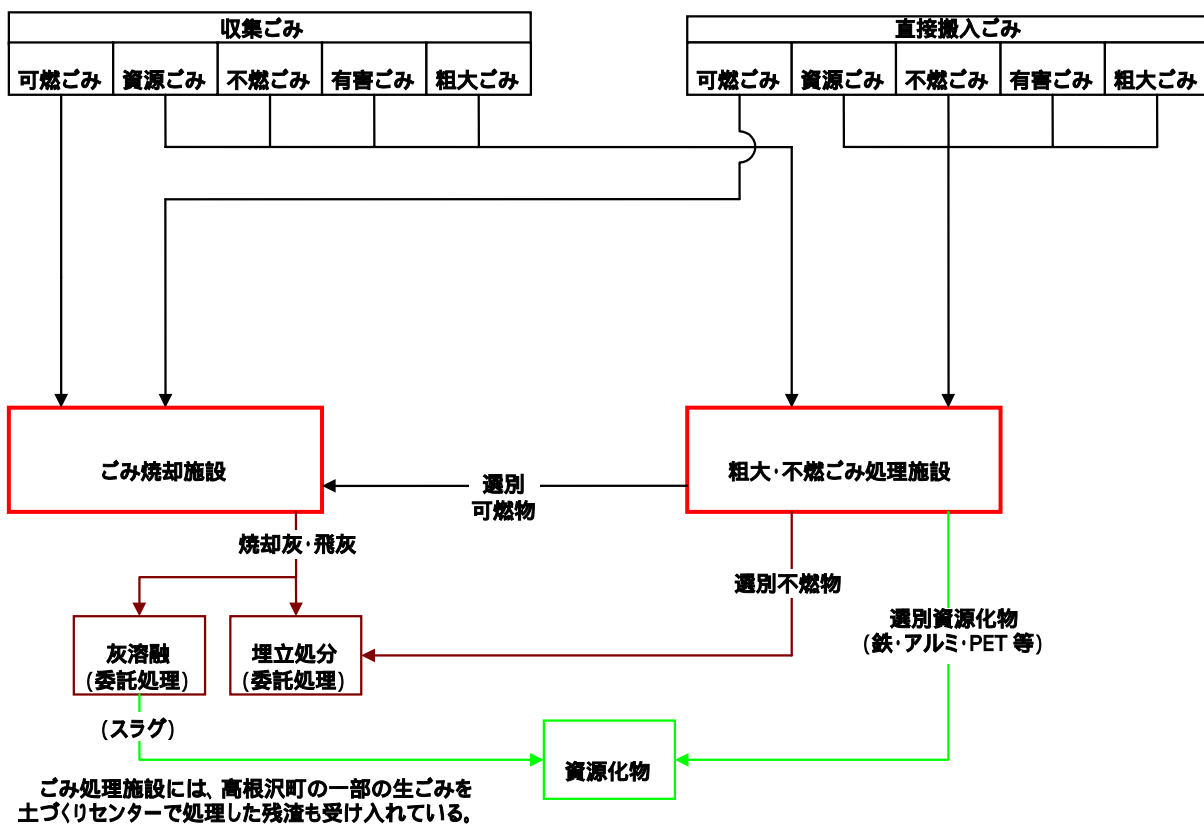 収集ごみ
可燃ごみ 資源ごみ 不燃ごみ 有害ごみ 粗大ごみ
直接搬入ごみ
可燃ごみ 資源ごみ 不燃ごみ 有害ごみ 粗大ごみ
ごみ焼却施設
粗大・不燃ごみ処理施設
選別
可燃物
焼却灰・飛灰
選別不燃物
選別資源化物
(鉄・アルミ・PET 等)
灰溶融
(委託処理)
埋立処分
(委託処理)
(スラグ)
資源化物
ごみ処理施設には、高根沢町の一部の生ごみを
土づくりセンターで処理した残渣も受け入れている。